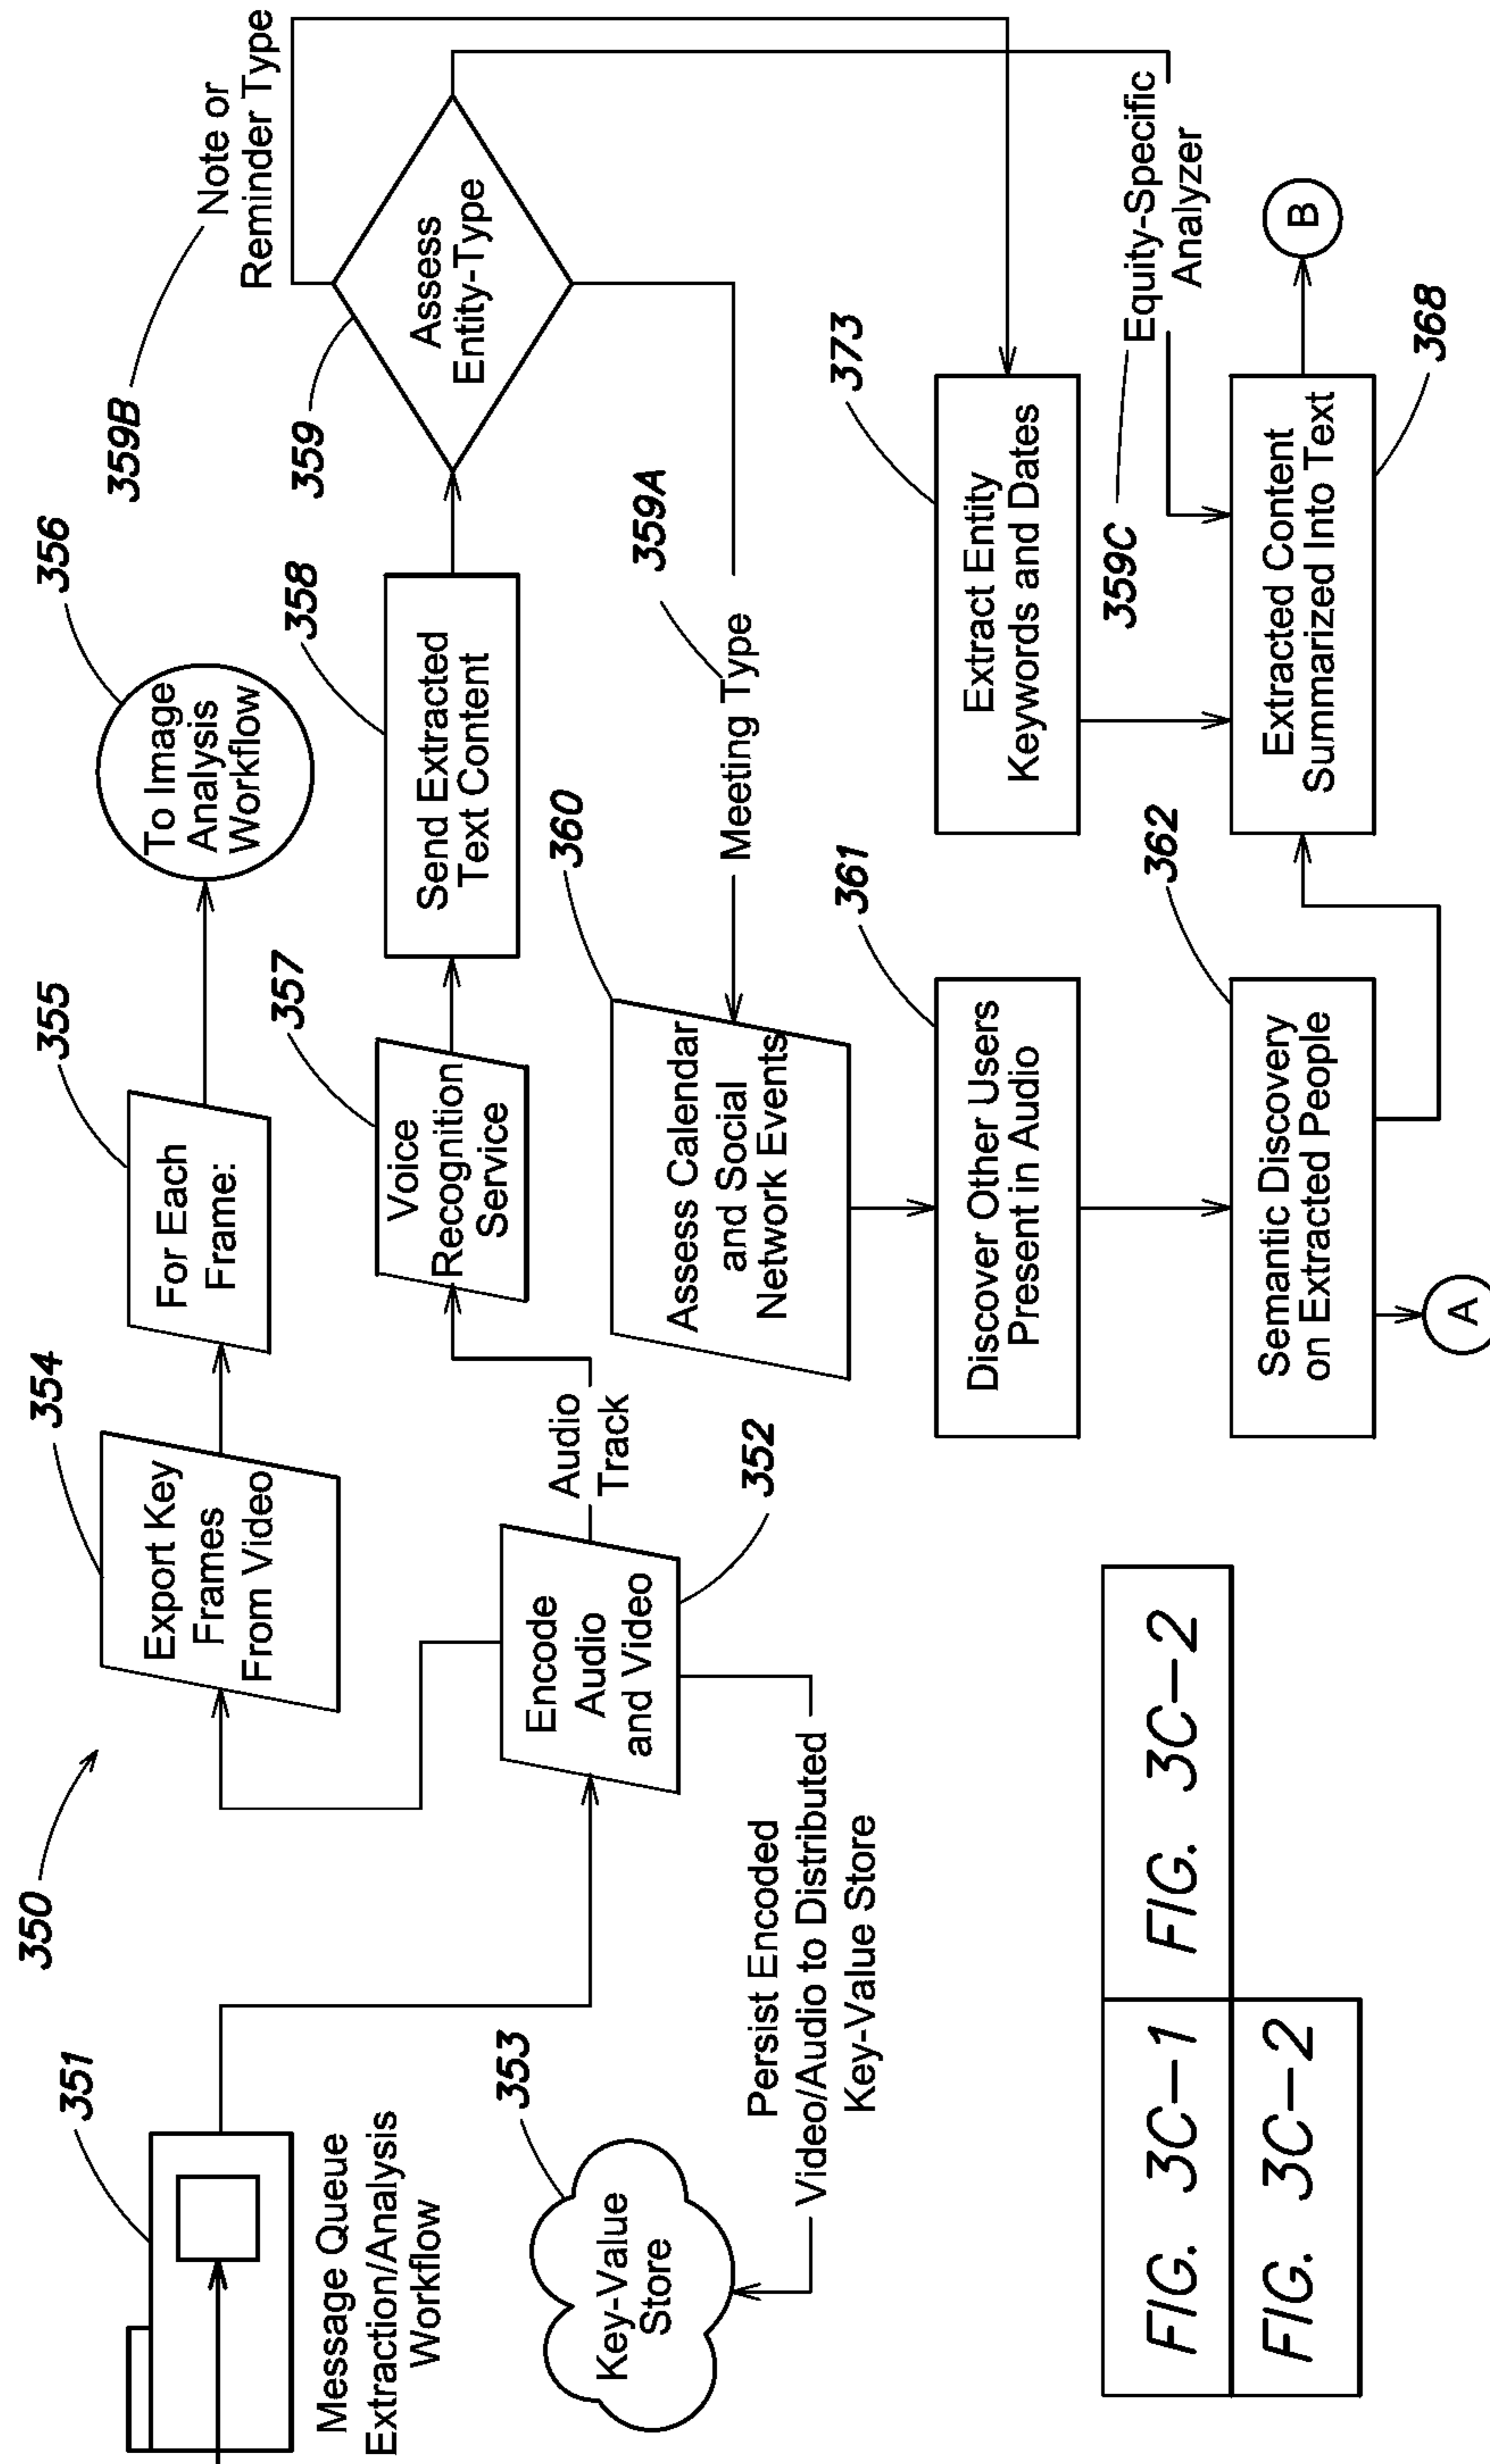 350
351
Message Queue
Extraction/Analysis
Workflow
353
Key-Value
Store
Persist Encoded
Video/Audio to Distributed
Key-Value Store
352
Encode
Audio
and Video
354
Export Key
Frames
From Video
355
For Each
Frame:
356
To Image
Analysis
Workflow
Audio
Track
357
Voice
Recognition
Service
358
Send Extracted
Text Content
359
Assess
Entity-Type
359B
Note or
Reminder Type
359A
Meeting Type
360
Assess Calendar
and Social
Network Events
361
Discover Other Users
Present in Audio
362
Semantic Discovery
on Extracted People
A
373
Extract Entity
Keywords and Dates
359C
Equity-Specific
Analyzer
368
Extracted Content
Summarized Into Text
B
FIG. 3C-1
FIG. 3C-2
FIG. 3C-2